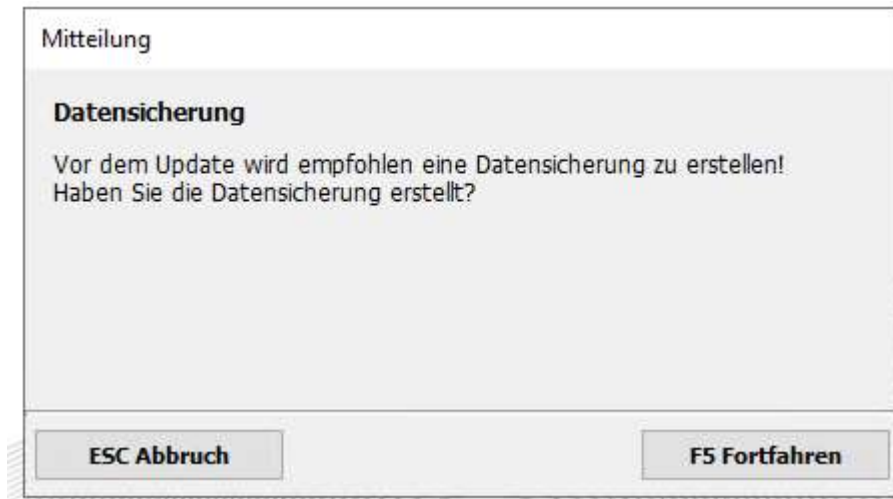 Mitteilung
Datensicherung
Vor dem Update wird empfohlen eine Datensicherung zu erstellen!
Haben Sie die Datensicherung erstellt?
ESC Abbruch
F5 Fortfahren